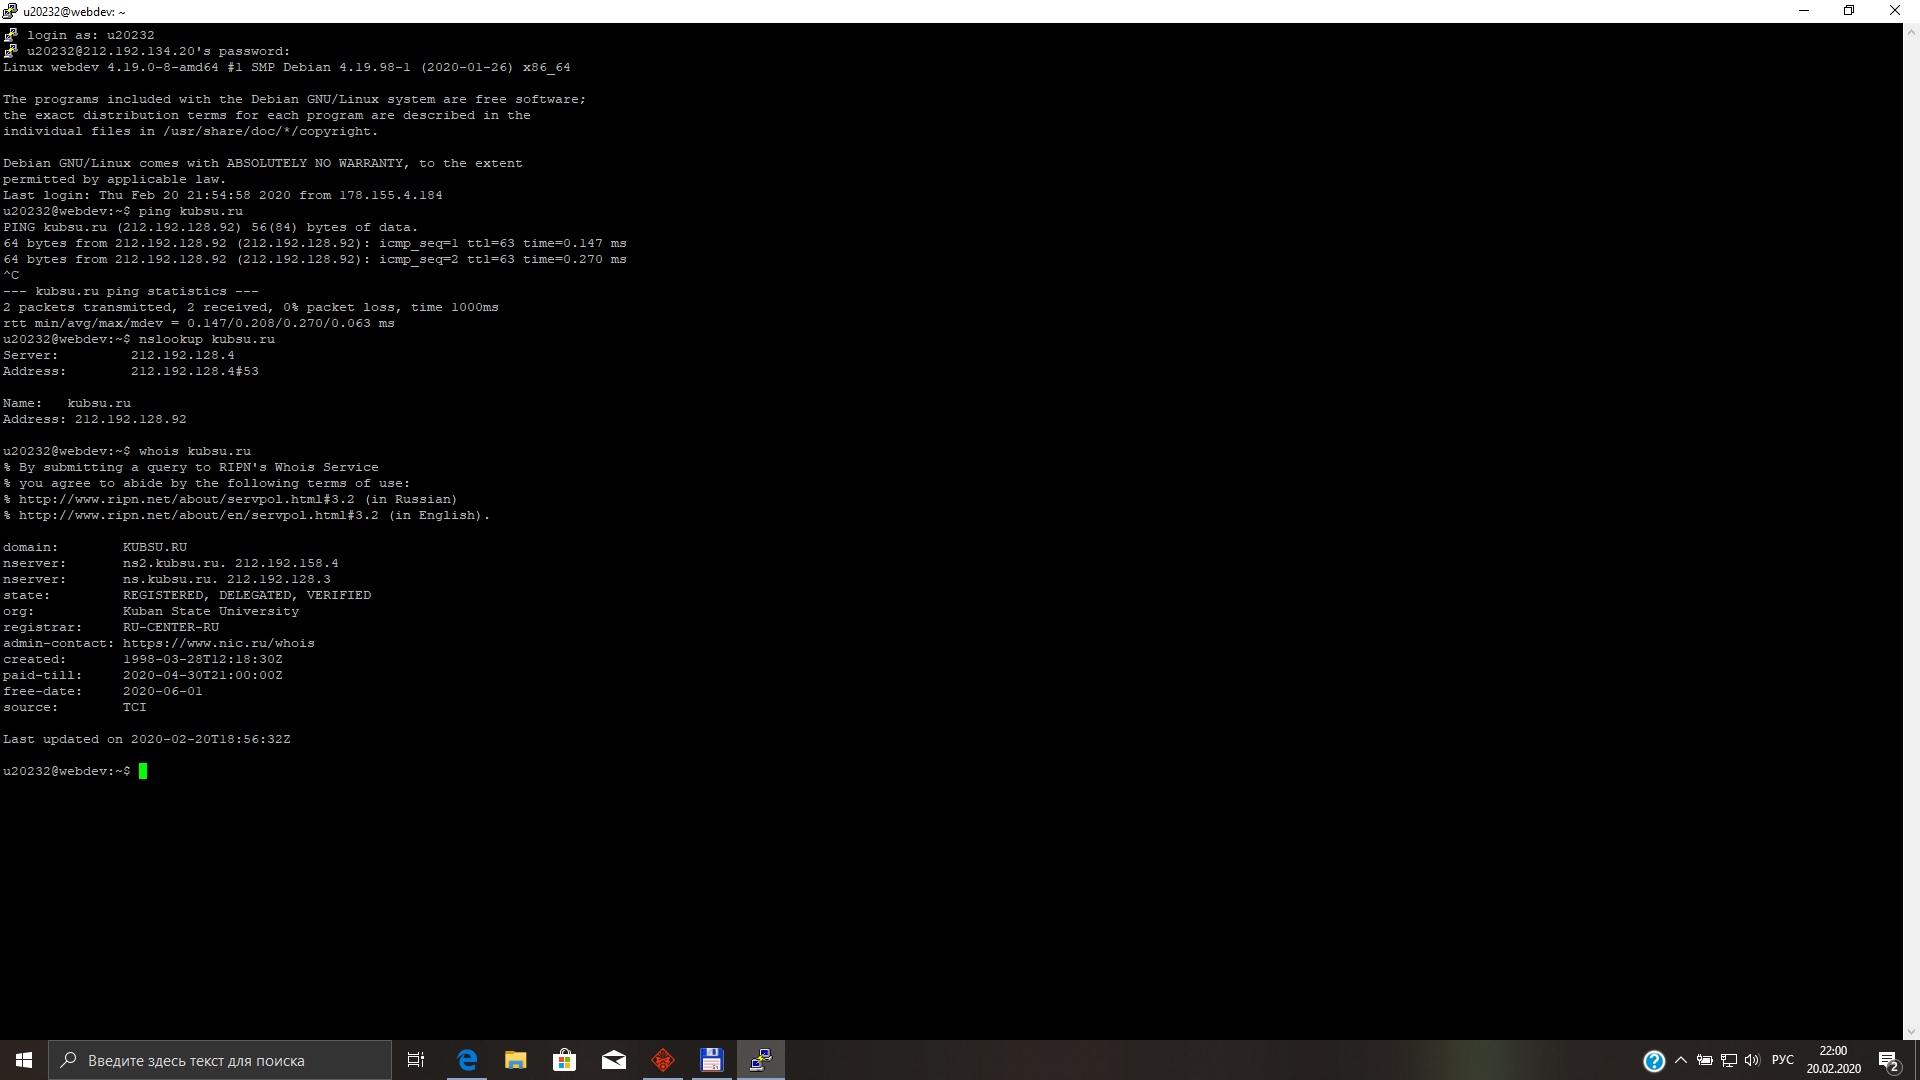 u20232@webdev: ~
login as: u20232
u20232@212.192.134.20's password:
Linux webdev 4.19.0-8-amd64 #1 SMP Debian 4.19.98-1 (2020-01-26) x86_64
The programs included with the Debian GNU/Linux system are free software;
the exact distribution terms for each program are described in the
individual files in /usr/share/doc/*/copyright.
Debian GNU/Linux comes with ABSOLUTELY NO WARRANTY, to the extent
permitted by applicable law.
Last login: Thu Feb 20 21:54:58 2020 from 178.155.4.184
u20232@webdev:~$ ping kubsu.ru
PING kubsu.ru (212.192.128.92) 56(84) bytes of data.
64 bytes from 212.192.128.92 (212.192.128.92): icmp_seq=1 ttl=63 time=0.147 ms
64 bytes from 212.192.128.92 (212.192.128.92): icmp_seq=2 ttl=63 time=0.270 ms
^C
--- kubsu.ru ping statistics ---
2 packets transmitted, 2 received, 0% packet loss, time 1000ms
rtt min/avg/max/mdev = 0.147/0.208/0.270/0.063 ms
u20232@webdev:~$ nslookup kubsu.ru
Server: 212.192.128.4
Address: 212.192.128.4#53
Name: kubsu.ru
Address: 212.192.128.92
u20232@webdev:~$ whois kubsu.ru
% By submitting a query to RIPN's Whois Service
% you agree to abide by the following terms of use:
% http://www.ripn.net/about/servpol.html#3.2 (in Russian)
% http://www.ripn.net/about/en/servpol.html#3.2 (in English).
domain: KUBSU.RU
nserver: ns2.kubsu.ru. 212.192.158.4
nserver: ns.kubsu.ru. 212.192.128.3
state: REGISTERED, DELEGATED, VERIFIED
org: Kuban State University
registrar: RU-CENTER-RU
admin-contact: https://www.nic.ru/whois
created: 1998-03-28T12:18:30Z
paid-till: 2020-04-30T21:00:00Z
free-date: 2020-06-01
source: TCI
Last updated on 2020-02-20T18:56:32Z
u20232@webdev:~$
Введите здесь текст для поиска
РУС
22:00
20.02.2020
2